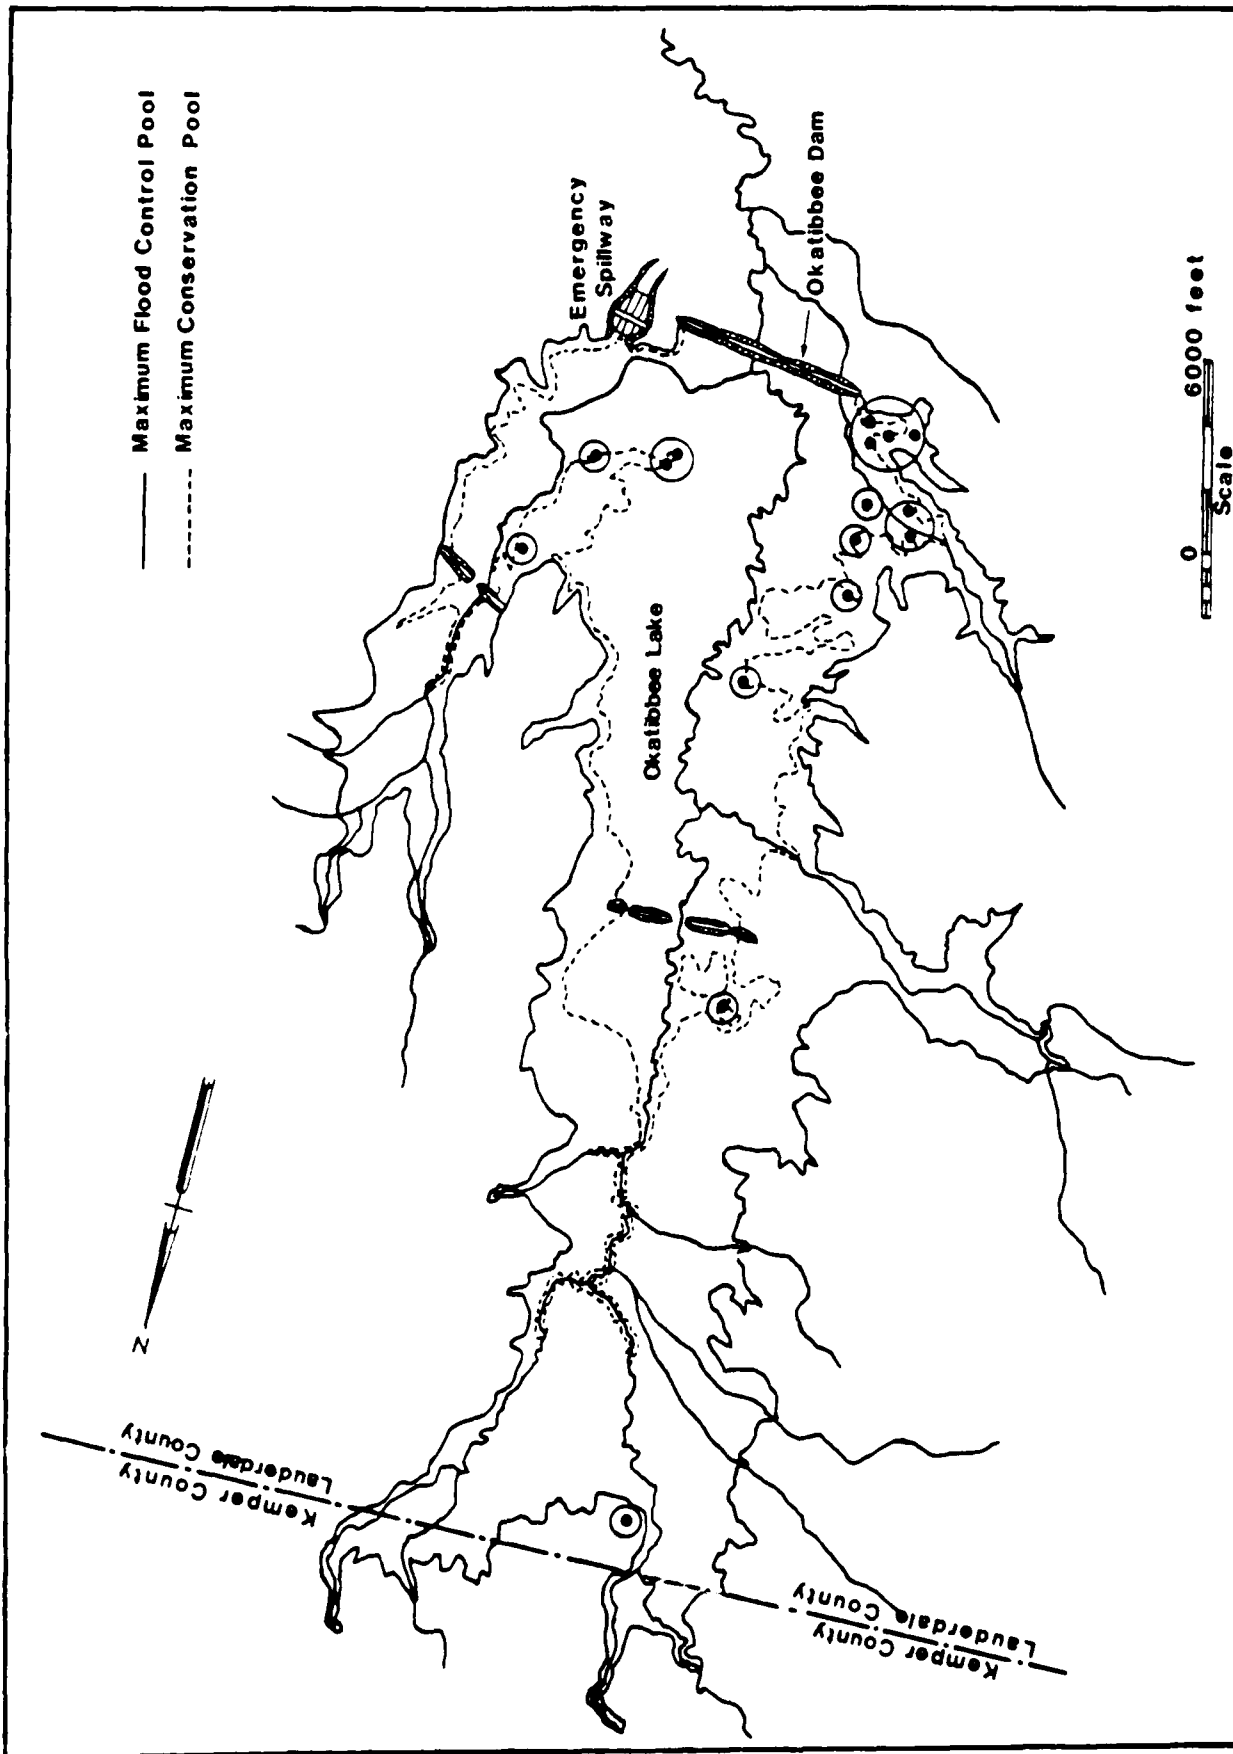 Maximum Flood Control Pool
Maximum Conservation Pool
Emergency
Spillway
Okatibbee Dam
Okatibbee Lake
N
Lauderdale County
Kemper County
Lauderdale County
Kemper County
0 6000 feet
Scale